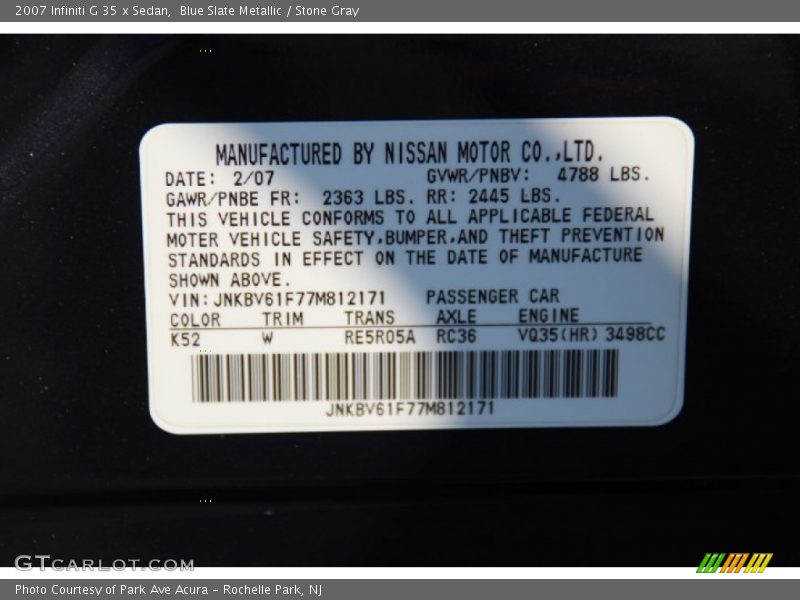 2007 Infiniti G 35 x Sedan,  Blue Slate Metallic / Stone Gray
MANUFACTURED BY NISSAN MOTOR CO.,LTD.
DATE: 2/07 GVWR/PNBV: 4788 LBS.
GAWR/PNBE FR: 2363 LBS. RR: 2445 LBS.
THIS VEHICLE CONFORMS TO ALL APPLICABLE FEDERAL
MOTER VEHICLE SAFETY,BUMPER,AND THEFT PREVENTION
STANDARDS IN EFFECT ON THE DATE OF MANUFACTURE
SHOWN ABOVE.
VIN:JNKBV61F77M812171 PASSENGER CAR
COLOR TRIM TRANS AXLE ENGINE
K52 W RE5R05A RC36 VQ35(HR) 3498CC
JNKBV61F77M812171
GTCARLOT.COM
Photo Courtesy of Park Ave Acura - Rochelle Park, NJ